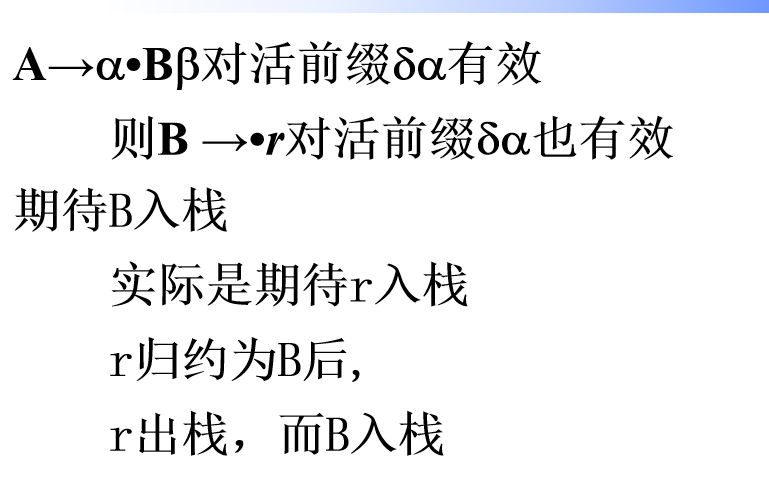 A→α•Bβ对活前缀δα有效
则B →•r对活前缀δα也有效
期待B入栈
实际是期待r入栈
r归约为B后,
r出栈，而B入栈